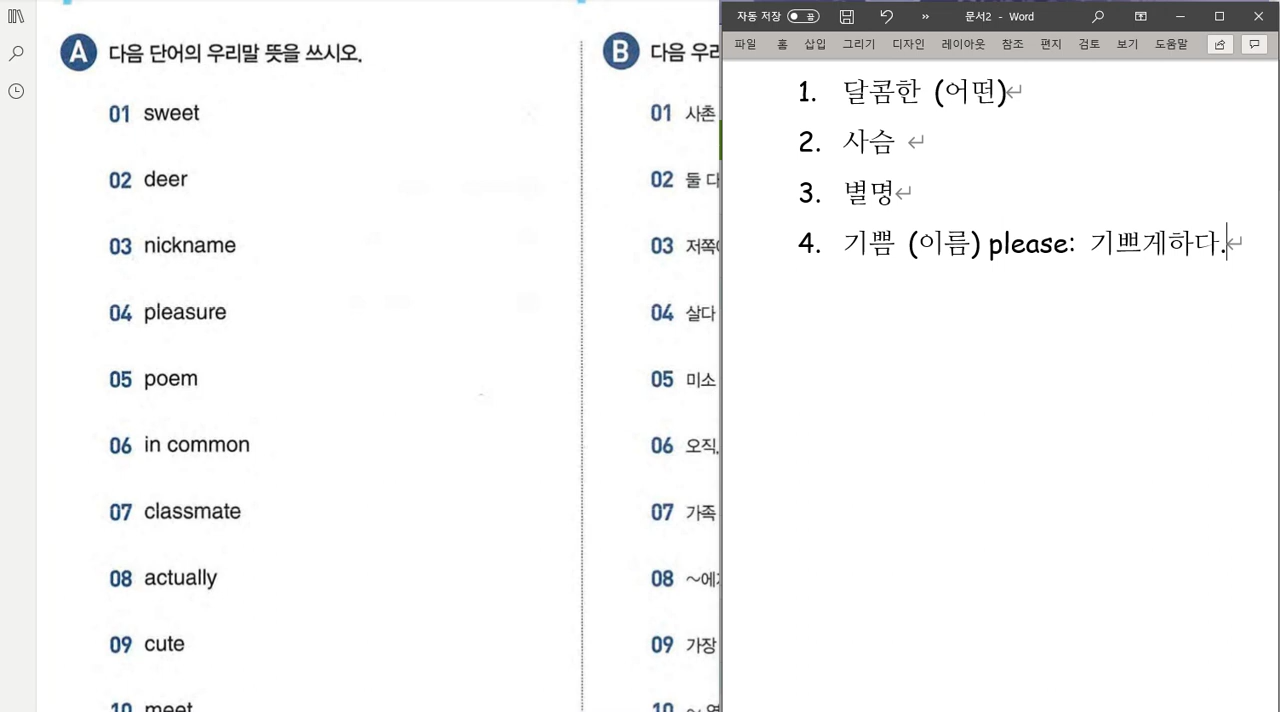 A 다음 단어의 우리말 뜻을 쓰시오.
01 sweet
02 deer
03 nickname
04 pleasure
05 poem
06 in common
07 classmate
08 actually
09 cute
10 meet
B 다음 우리
01 사촌
02 둘 다
03 저쪽에
04 살다
05 미소
06 오직,
07 가족
08 ~에게
09 가장
10
자동 저장 끔 문서2 - Word
파일 홈 삽입 그리기 디자인 레이아웃 참조 편지 검토 보기 도움말
1. 달콤한 (어떤)
2. 사슴
3. 별명
4. 기쁨 (이름) please: 기쁘게하다.